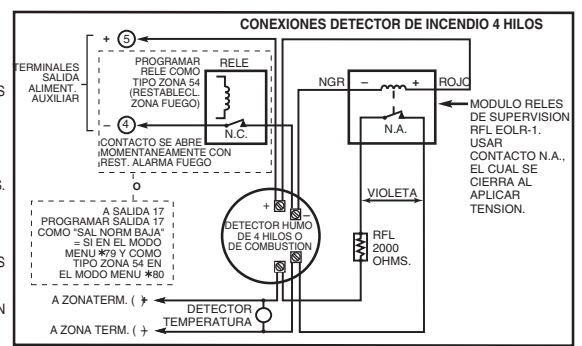 CONEXIONES DETECTOR DE INCENDIO 4 HILOS
+ 5
TERMINALES
SALIDA
ALIMENT.
AUXILIAR
- 4
PROGRAMAR
RELE COMO
TIPO ZONA 54
(RESTABLECL.
ZONA FUEGO)
RELE
N.C.
CONTACTO SE ABRE
MOMENTANEAMENTE CON
REST. ALARMA FUEGO
O
A SALIDA 17
PROGRAMAR SALIDA 17
COMO "SAL NORM BAJA"
= SI EN EL MODO
MENU *79 Y COMO
TIPO ZONA 54 EN
EL MODO MENU *80
NGR - + ROJO
N.A.
MODULO RELES
DE SUPERVISION
RFL EOLR-1.
USAR
CONTACTO N.A.,
EL CUAL SE
CIERRA AL
APLICAR
TENSION.
VIOLETA
+ -
DETECTOR HUMO
DE 4 HILOS O
DE COMBUSTION
RFL
2000
OHMS.
A ZONATERM. ( +
DETECTOR
TEMPERATURA
A ZONA TERM. ( -
S
S.
S
N